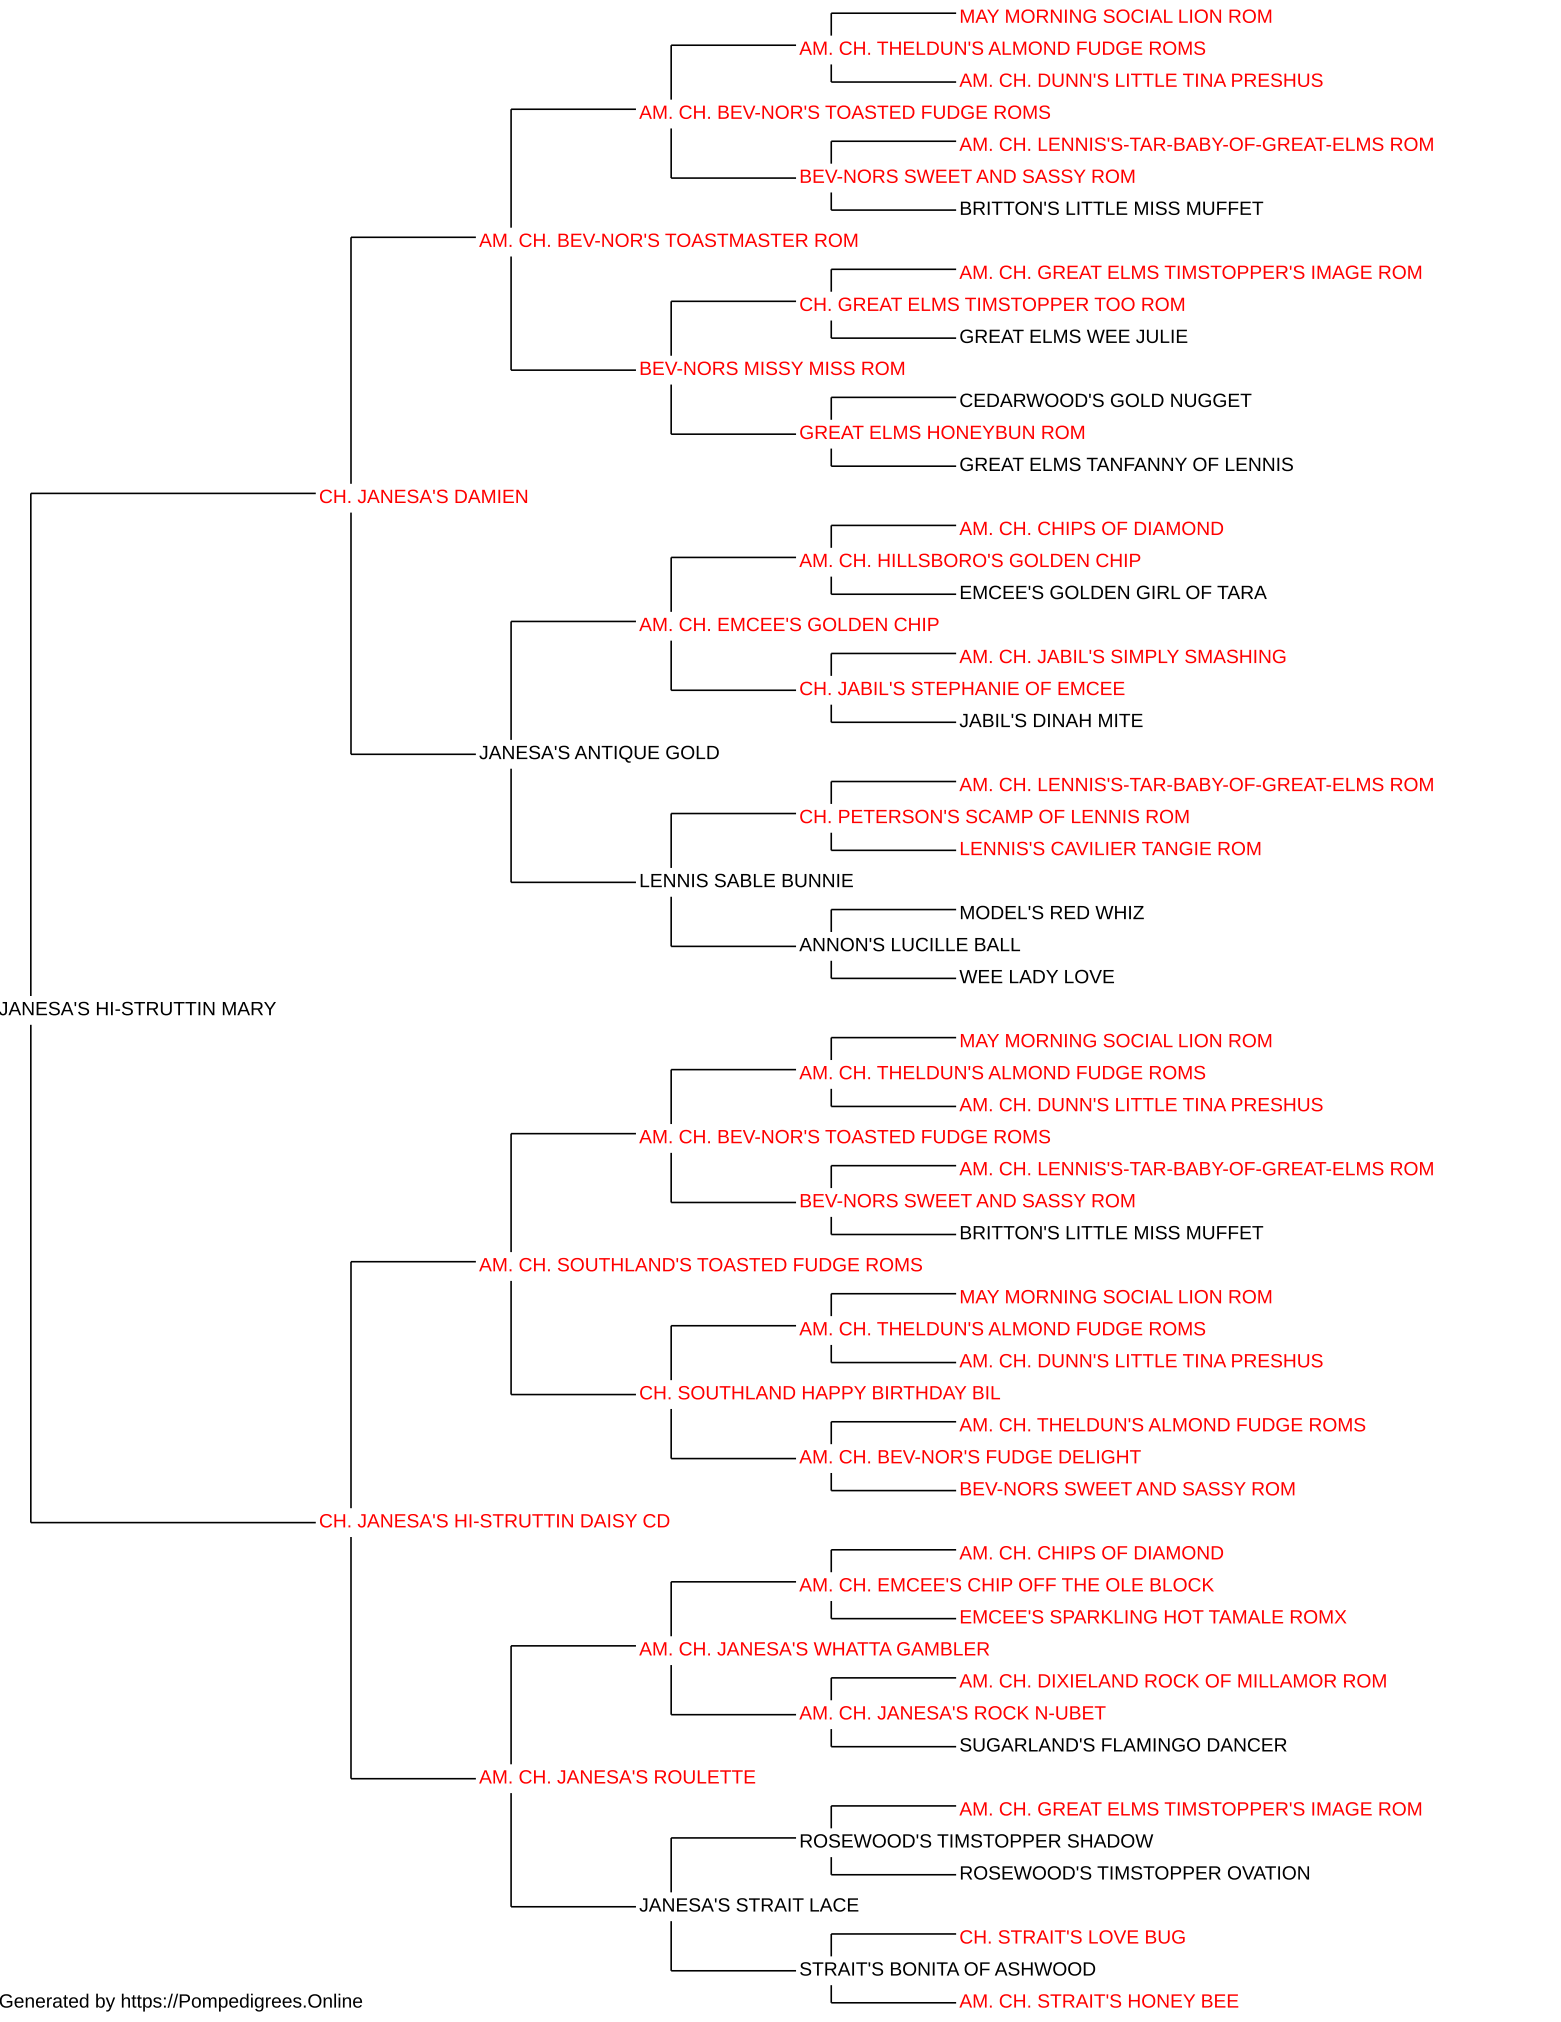 MAY MORNING SOCIAL LION ROM
AM. CH. THELDUN'S ALMOND FUDGE ROMS
AM. CH. DUNN'S LITTLE TINA PRESHUS
AM. CH. BEV-NOR'S TOASTED FUDGE ROMS
AM. CH. LENNIS'S-TAR-BABY-OF-GREAT-ELMS ROM
BEV-NORS SWEET AND SASSY ROM
BRITTON'S LITTLE MISS MUFFET
AM. CH. BEV-NOR'S TOASTMASTER ROM
AM. CH. GREAT ELMS TIMSTOPPER'S IMAGE ROM
CH. GREAT ELMS TIMSTOPPER TOO ROM
GREAT ELMS WEE JULIE
BEV-NORS MISSY MISS ROM
CEDARWOOD'S GOLD NUGGET
GREAT ELMS HONEYBUN ROM
GREAT ELMS TANFANNY OF LENNIS
CH. JANESA'S DAMIEN
AM. CH. CHIPS OF DIAMOND
AM. CH. HILLSBORO'S GOLDEN CHIP
EMCEE'S GOLDEN GIRL OF TARA
AM. CH. EMCEE'S GOLDEN CHIP
AM. CH. JABIL'S SIMPLY SMASHING
CH. JABIL'S STEPHANIE OF EMCEE
JABIL'S DINAH MITE
JANESA'S ANTIQUE GOLD
AM. CH. LENNIS'S-TAR-BABY-OF-GREAT-ELMS ROM
CH. PETERSON'S SCAMP OF LENNIS ROM
LENNIS'S CAVILIER TANGIE ROM
LENNIS SABLE BUNNIE
MODEL'S RED WHIZ
ANNON'S LUCILLE BALL
WEE LADY LOVE
JANESA'S HI-STRUTTIN MARY
MAY MORNING SOCIAL LION ROM
AM. CH. THELDUN'S ALMOND FUDGE ROMS
AM. CH. DUNN'S LITTLE TINA PRESHUS
AM. CH. BEV-NOR'S TOASTED FUDGE ROMS
AM. CH. LENNIS'S-TAR-BABY-OF-GREAT-ELMS ROM
BEV-NORS SWEET AND SASSY ROM
BRITTON'S LITTLE MISS MUFFET
AM. CH. SOUTHLAND'S TOASTED FUDGE ROMS
MAY MORNING SOCIAL LION ROM
AM. CH. THELDUN'S ALMOND FUDGE ROMS
AM. CH. DUNN'S LITTLE TINA PRESHUS
CH. SOUTHLAND HAPPY BIRTHDAY BIL
AM. CH. THELDUN'S ALMOND FUDGE ROMS
AM. CH. BEV-NOR'S FUDGE DELIGHT
BEV-NORS SWEET AND SASSY ROM
CH. JANESA'S HI-STRUTTIN DAISY CD
AM. CH. CHIPS OF DIAMOND
AM. CH. EMCEE'S CHIP OFF THE OLE BLOCK
EMCEE'S SPARKLING HOT TAMALE ROMX
AM. CH. JANESA'S WHATTA GAMBLER
AM. CH. DIXIELAND ROCK OF MILLAMOR ROM
AM. CH. JANESA'S ROCK N-UBET
SUGARLAND'S FLAMINGO DANCER
AM. CH. JANESA'S ROULETTE
AM. CH. GREAT ELMS TIMSTOPPER'S IMAGE ROM
ROSEWOOD'S TIMSTOPPER SHADOW
ROSEWOOD'S TIMSTOPPER OVATION
JANESA'S STRAIT LACE
CH. STRAIT'S LOVE BUG
STRAIT'S BONITA OF ASHWOOD
AM. CH. STRAIT'S HONEY BEE
Generated by https://Pompedigrees.Online